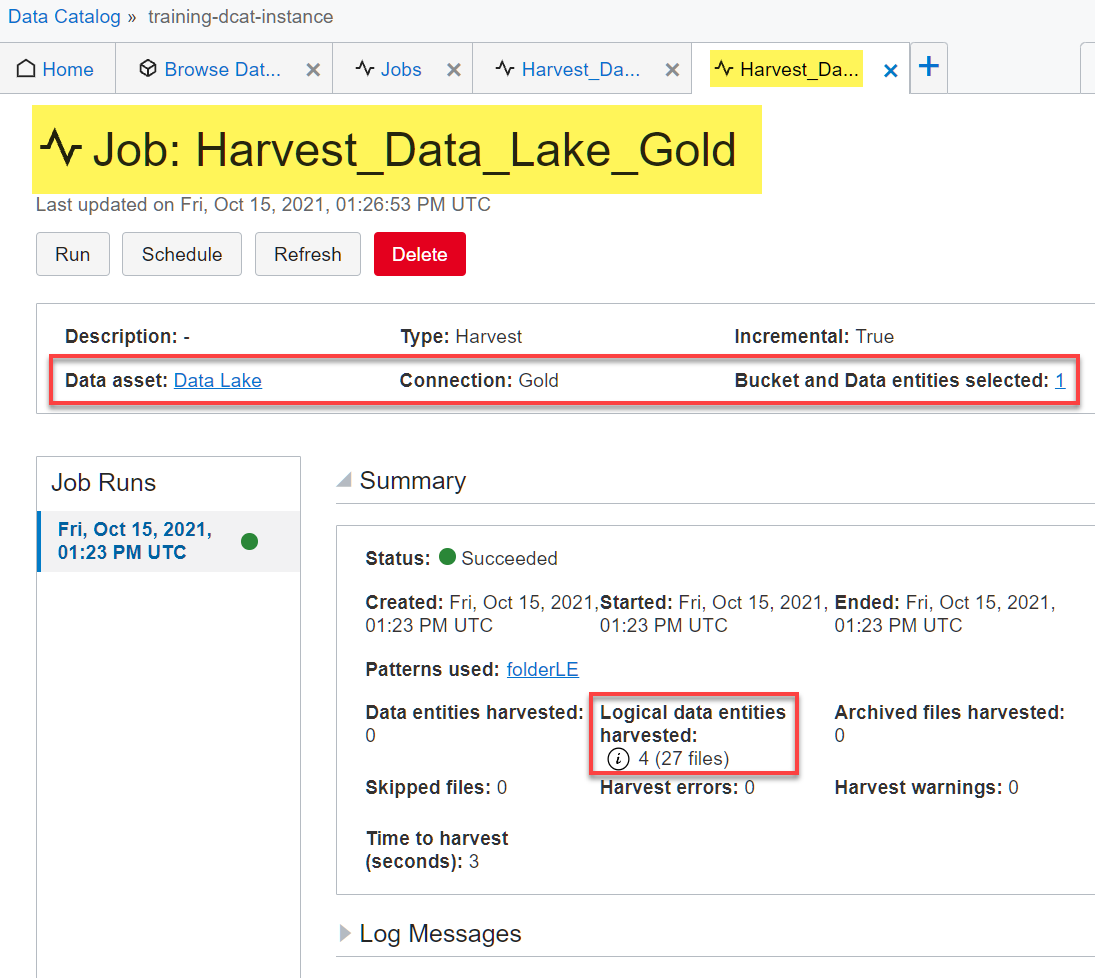 Data Catalog » training-dcat-instance
Home Browse Dat... Jobs Harvest_Da... Harvest_Da... +
Job: Harvest_Data_Lake_Gold
Last updated on Fri, Oct 15, 2021, 01:26:53 PM UTC
Run Schedule Refresh Delete
Description: - Type: Harvest Incremental: True
Data asset: Data Lake Connection: Gold Bucket and Data entities selected: 1
Job Runs
Fri, Oct 15, 2021,
01:23 PM UTC
Summary
Status: Succeeded
Created: Fri, Oct 15, 2021,
01:23 PM UTC
Started: Fri, Oct 15, 2021,
01:23 PM UTC
Ended: Fri, Oct 15, 2021,
01:23 PM UTC
Patterns used: folderLE
Data entities harvested:
0
Logical data entities
harvested:
i 4 (27 files)
Archived files harvested:
0
Skipped files: 0 Harvest errors: 0 Harvest warnings: 0
Time to harvest
(seconds): 3
Log Messages